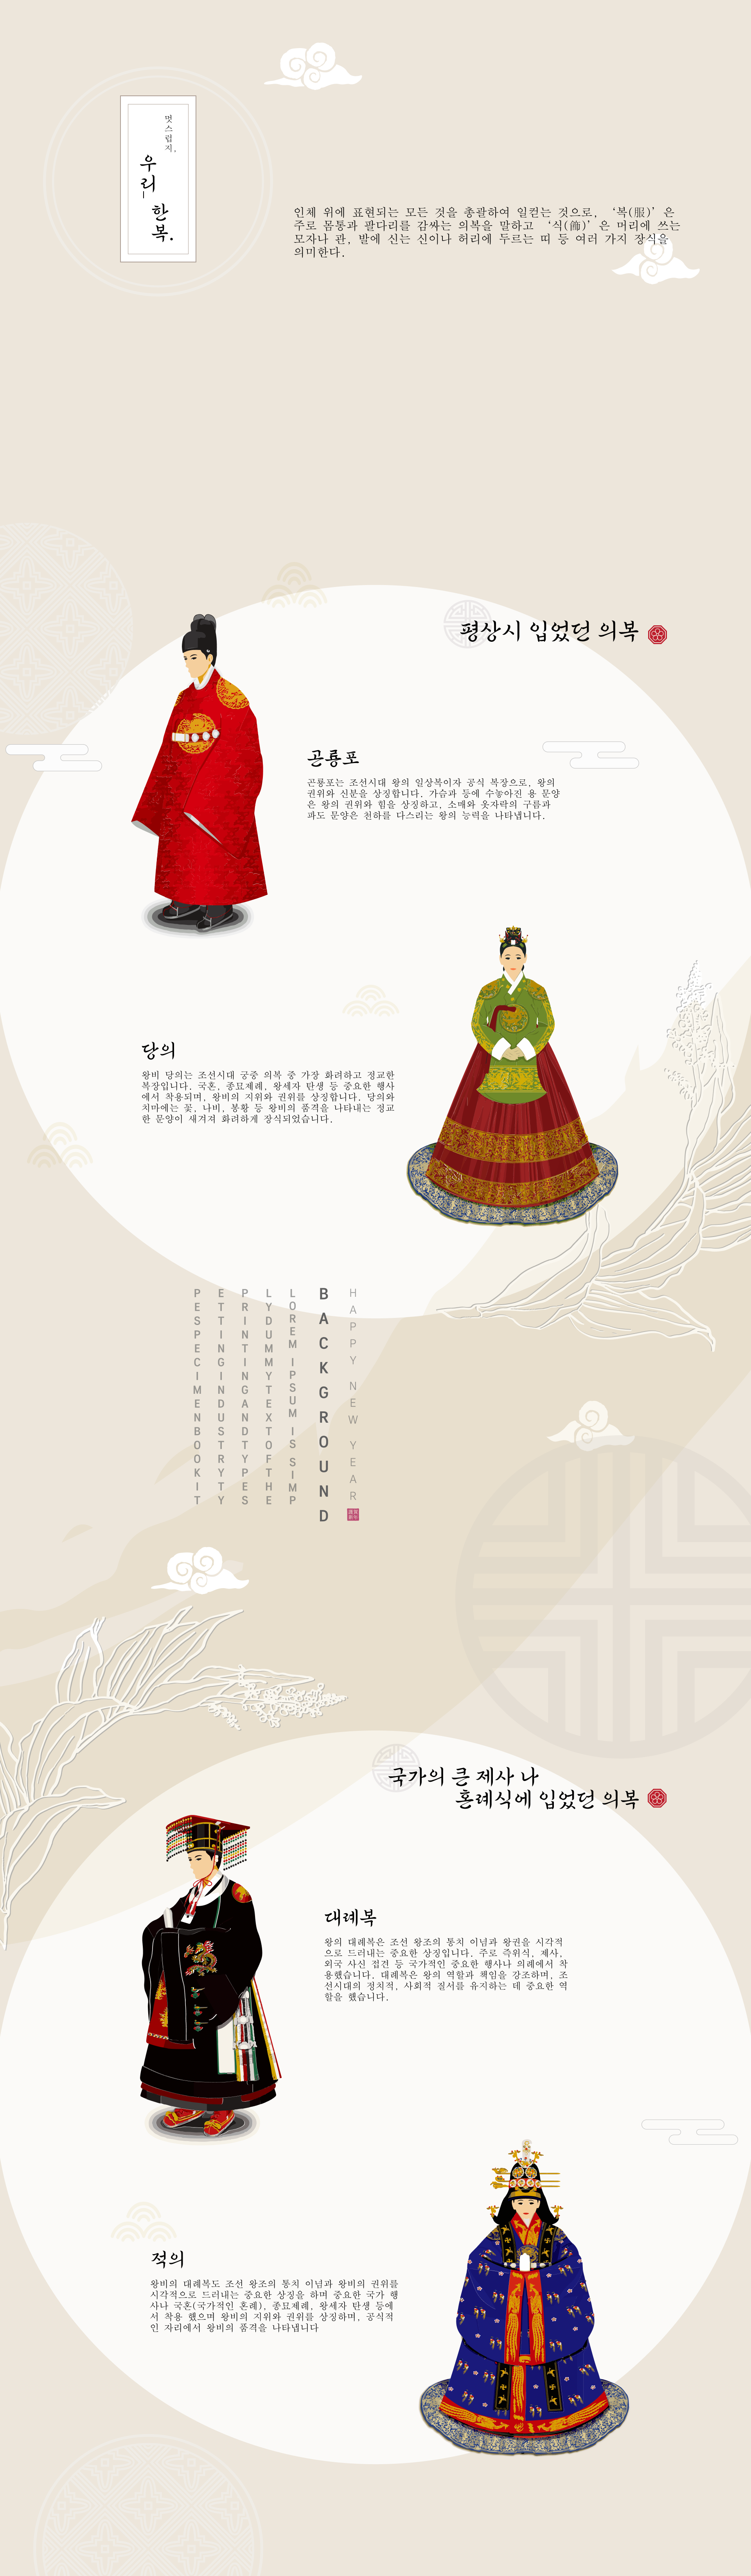 멋스럽지,
우리_
한복.
인체 위에 표현되는 모든 것을 총괄하여 일컫는 것으로, ‘복(服)’은
주로 몸통과 팔다리를 감싸는 의복을 말하고 ‘식(飾)’은 머리에 쓰는
모자나 관, 발에 신는 신이나 허리에 두르는 띠 등 여러 가지 장식을
의미한다.
평상시 입었던 의복
곤룡포
곤룡포는 조선시대 왕의 일상복이자 공식 복장으로, 왕의
권위와 신분을 상징합니다. 가슴과 등에 수놓아진 용 문양
은 왕의 권위와 힘을 상징하고, 소매와 옷자락의 구름과
파도 문양은 천하를 다스리는 왕의 능력을 나타냅니다.
당의
왕비 당의는 조선시대 궁중 의복 중 가장 화려하고 정교한
복장입니다. 국혼, 종묘제례, 왕세자 탄생 등 중요한 행사
에서 착용되며, 왕비의 지위와 권위를 상징합니다. 당의와
치마에는 꽃, 나비, 봉황 등 왕비의 품격을 나타내는 정교
한 문양이 새겨져 화려하게 장식되었습니다.
HAPPY NEW YEAR
BACKGROUND
LOREM IPSUM IS SIMP
LYDUMMYTEXTOFTHE
PRINTINGANDTYPES
ETTINGINDUSTRYTY
PESPECIMENBOOKIT
국가의 큰 제사 나
혼례식에 입었던 의복
대례복
왕의 대례복은 조선 왕조의 통치 이념과 왕권을 시각적
으로 드러내는 중요한 상징입니다. 주로 즉위식, 제사,
외국 사신 접견 등 국가적인 중요한 행사나 의례에서 착
용했습니다. 대례복은 왕의 역할과 책임을 강조하며, 조
선시대의 정치적, 사회적 질서를 유지하는 데 중요한 역
할을 했습니다.
적의
왕비의 대례복도 조선 왕조의 통치 이념과 왕비의 권위를
시각적으로 드러내는 중요한 상징을 하며 중요한 국가 행
사나 국혼(국가적인 혼례), 종묘제례, 왕세자 탄생 등에
서 착용 했으며 왕비의 지위와 권위를 상징하며, 공식적
인 자리에서 왕비의 품격을 나타냅니다